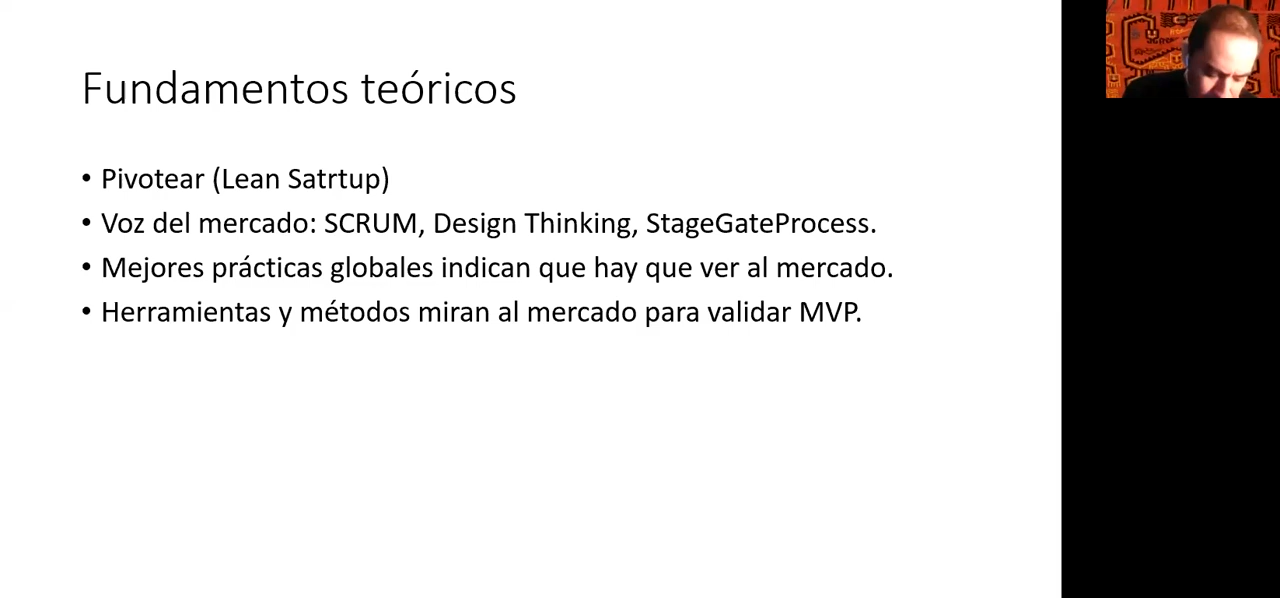 Fundamentos teóricos
• Pivotear (Lean Satrtup)
• Voz del mercado: SCRUM, Design Thinking, StageGateProcess.
• Mejores prácticas globales indican que hay que ver al mercado.
• Herramientas y métodos miran al mercado para validar MVP.